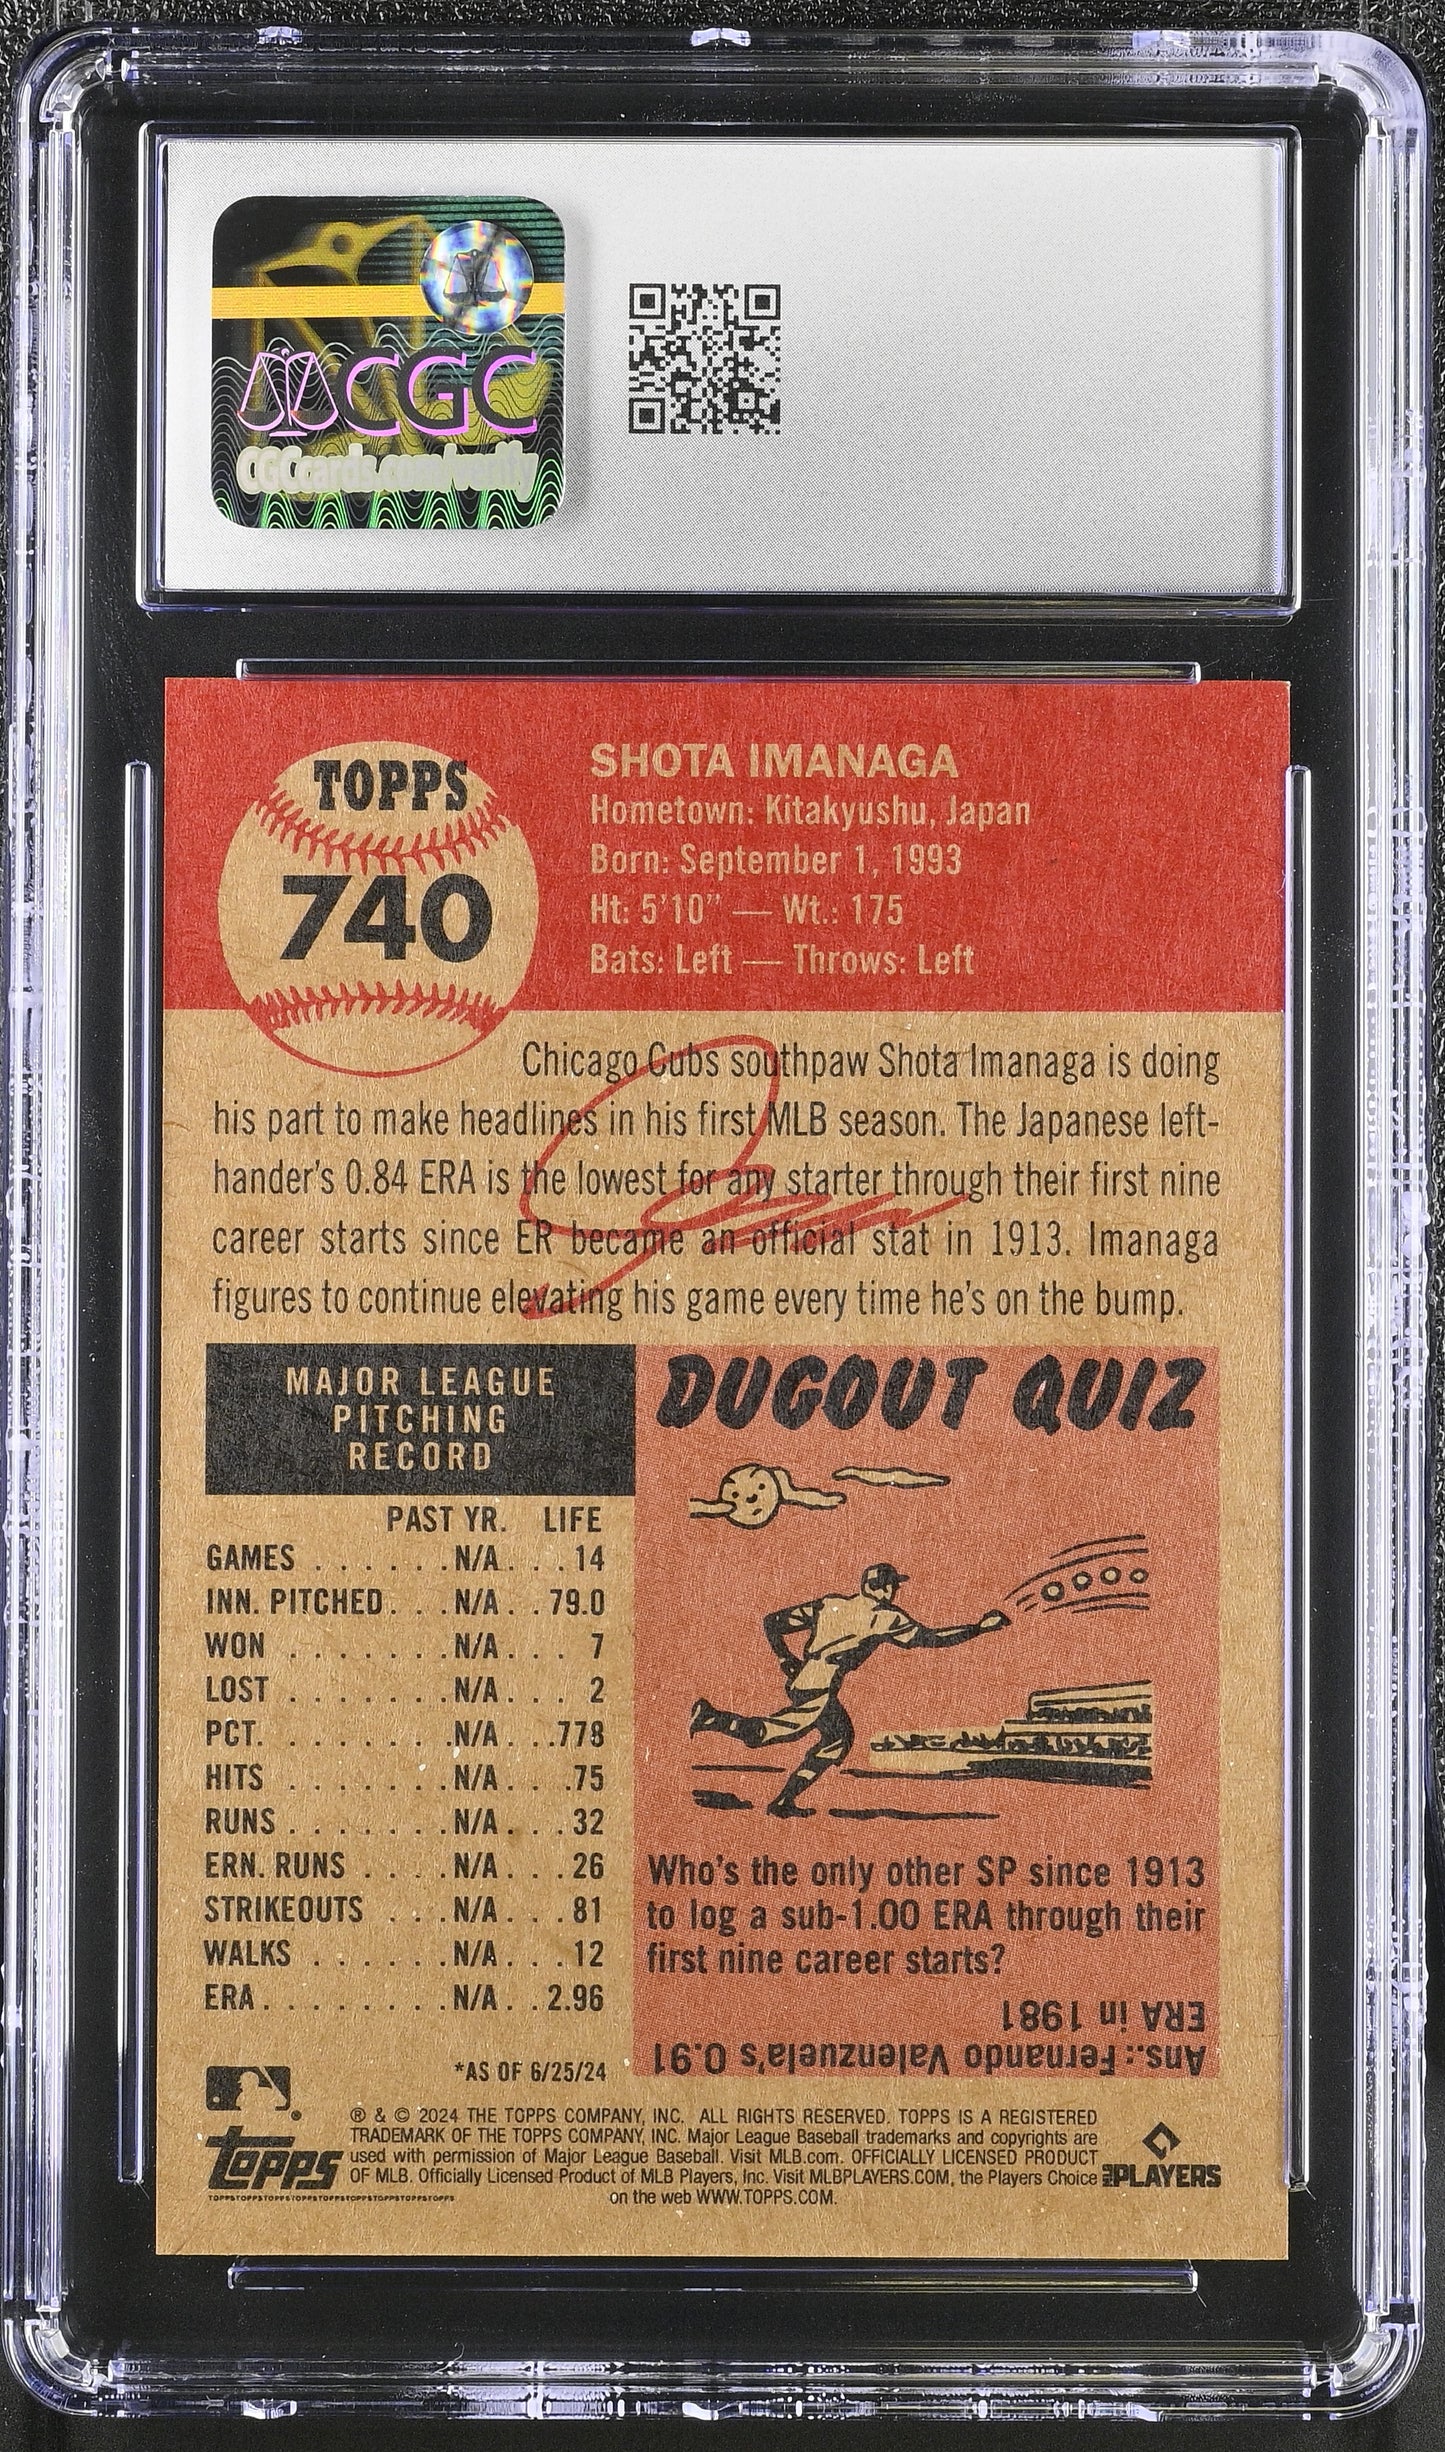 CGC
CGCcards.com/verify
TOPPS
740
SHOTA IMANAGA
Hometown: Kitakyushu, Japan
Born: September 1, 1993
Ht: 5'10" — Wt.: 175
Bats: Left — Throws: Left
Chicago Cubs southpaw Shota Imanaga is doing
his part to make headlines in his first MLB season. The Japanese left-
hander's 0.84 ERA is the lowest for any starter through their first nine
career starts since ER became an official stat in 1913. Imanaga
figures to continue elevating his game every time he's on the bump.
MAJOR LEAGUE
PITCHING
RECORD
PAST YR. LIFE
GAMES . . . . . . N/A . . . 14
INN. PITCHED . . . N/A . . 79.0
WON . . . . . . . N/A . . . 7
LOST . . . . . . . N/A . . . 2
PCT. . . . . . . . N/A . . .778
HITS . . . . . . . N/A . . . 75
RUNS . . . . . . . N/A . . . 32
ERN. RUNS . . . . N/A . . . 26
STRIKEOUTS . . . N/A . . . 81
WALKS . . . . . . N/A . . . 12
ERA . . . . . . . . N/A . . 2.96
*AS OF 6/25/24
DUGOUT QUIZ
Who's the only other SP since 1913
to log a sub-1.00 ERA through their
first nine career starts?
Ans.: Fernando Valenzuela's 0.91
ERA in 1981
topps
TOPPSTOPPSTOPPSTOPPSTOPPSTOPPSTOPPSTOPPSTOPPS
® & © 2024 THE TOPPS COMPANY, INC. ALL RIGHTS RESERVED. TOPPS IS A REGISTERED
TRADEMARK OF THE TOPPS COMPANY, INC. Major League Baseball trademarks and copyrights are
used with permission of Major League Baseball. Visit MLB.com. OFFICIALLY LICENSED PRODUCT
OF MLB. Officially Licensed Product of MLB Players, Inc. Visit MLBPLAYERS.COM, the Players Choice
on the web WWW.TOPPS.COM.
MLB PLAYERS